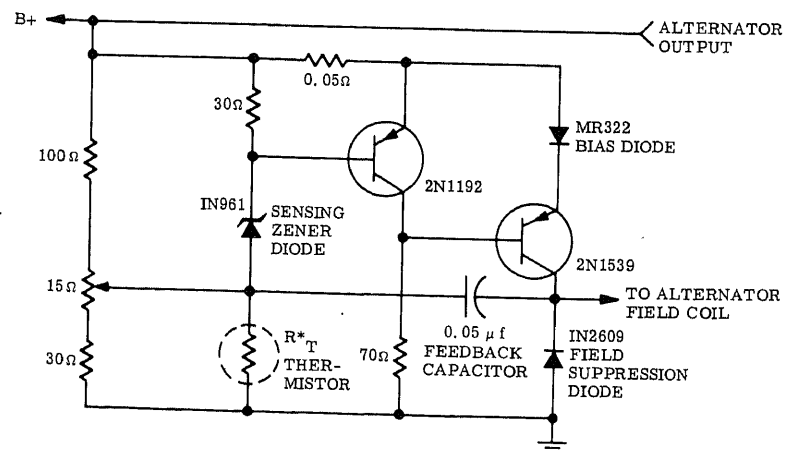 B+
ALTERNATOR
OUTPUT
0.05Ω
30Ω
MR322
BIAS DIODE
100Ω
2N1192
IN961
SENSING
ZENER
DIODE
2N1539
15Ω
TO ALTERNATOR
FIELD COIL
0.05 μf
FEEDBACK
CAPACITOR
R*T
THER-
MISTOR
70Ω
IN2609
FIELD
SUPPRESSION
DIODE
30Ω